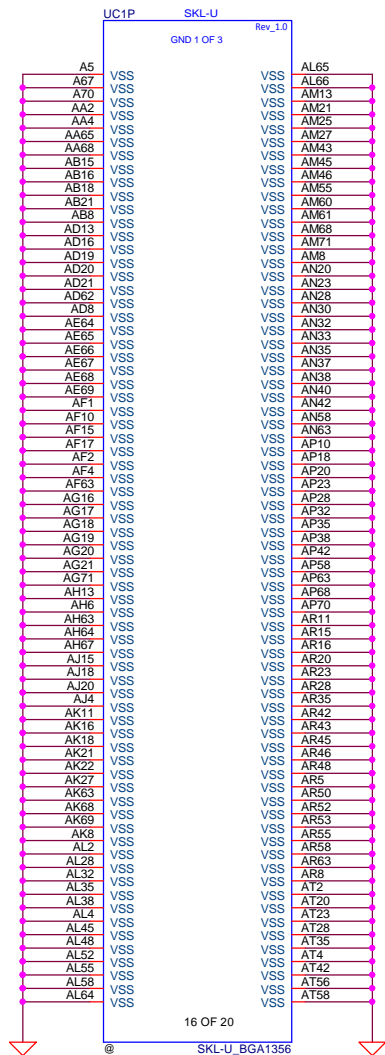 UC1P SKL-U
Rev_1.0
GND 1 OF 3
A5 VSS VSS AL65
A67 VSS VSS AL66
A70 VSS VSS AM13
AA2 VSS VSS AM21
AA4 VSS VSS AM25
AA65 VSS VSS AM27
AA68 VSS VSS AM43
AB15 VSS VSS AM45
AB16 VSS VSS AM46
AB18 VSS VSS AM55
AB21 VSS VSS AM60
AB8 VSS VSS AM61
AD13 VSS VSS AM68
AD16 VSS VSS AM71
AD19 VSS VSS AM8
AD20 VSS VSS AN20
AD21 VSS VSS AN23
AD62 VSS VSS AN28
AD8 VSS VSS AN30
AE64 VSS VSS AN32
AE65 VSS VSS AN33
AE66 VSS VSS AN35
AE67 VSS VSS AN37
AE68 VSS VSS AN38
AE69 VSS VSS AN40
AF1 VSS VSS AN42
AF10 VSS VSS AN58
AF15 VSS VSS AN63
AF17 VSS VSS AP10
AF2 VSS VSS AP18
AF4 VSS VSS AP20
AF63 VSS VSS AP23
AG16 VSS VSS AP28
AG17 VSS VSS AP32
AG18 VSS VSS AP35
AG19 VSS VSS AP38
AG20 VSS VSS AP42
AG21 VSS VSS AP58
AG71 VSS VSS AP63
AH13 VSS VSS AP68
AH6 VSS VSS AP70
AH63 VSS VSS AR11
AH64 VSS VSS AR15
AH67 VSS VSS AR16
AJ15 VSS VSS AR20
AJ18 VSS VSS AR23
AJ20 VSS VSS AR28
AJ4 VSS VSS AR35
AK11 VSS VSS AR42
AK16 VSS VSS AR43
AK18 VSS VSS AR45
AK21 VSS VSS AR46
AK22 VSS VSS AR48
AK27 VSS VSS AR5
AK63 VSS VSS AR50
AK68 VSS VSS AR52
AK69 VSS VSS AR53
AK8 VSS VSS AR55
AL2 VSS VSS AR58
AL28 VSS VSS AR63
AL32 VSS VSS AR8
AL35 VSS VSS AT2
AL38 VSS VSS AT20
AL4 VSS VSS AT23
AL45 VSS VSS AT28
AL48 VSS VSS AT35
AL52 VSS VSS AT4
AL55 VSS VSS AT42
AL58 VSS VSS AT56
AL64 VSS VSS AT58
16 OF 20
@ SKL-U_BGA1356